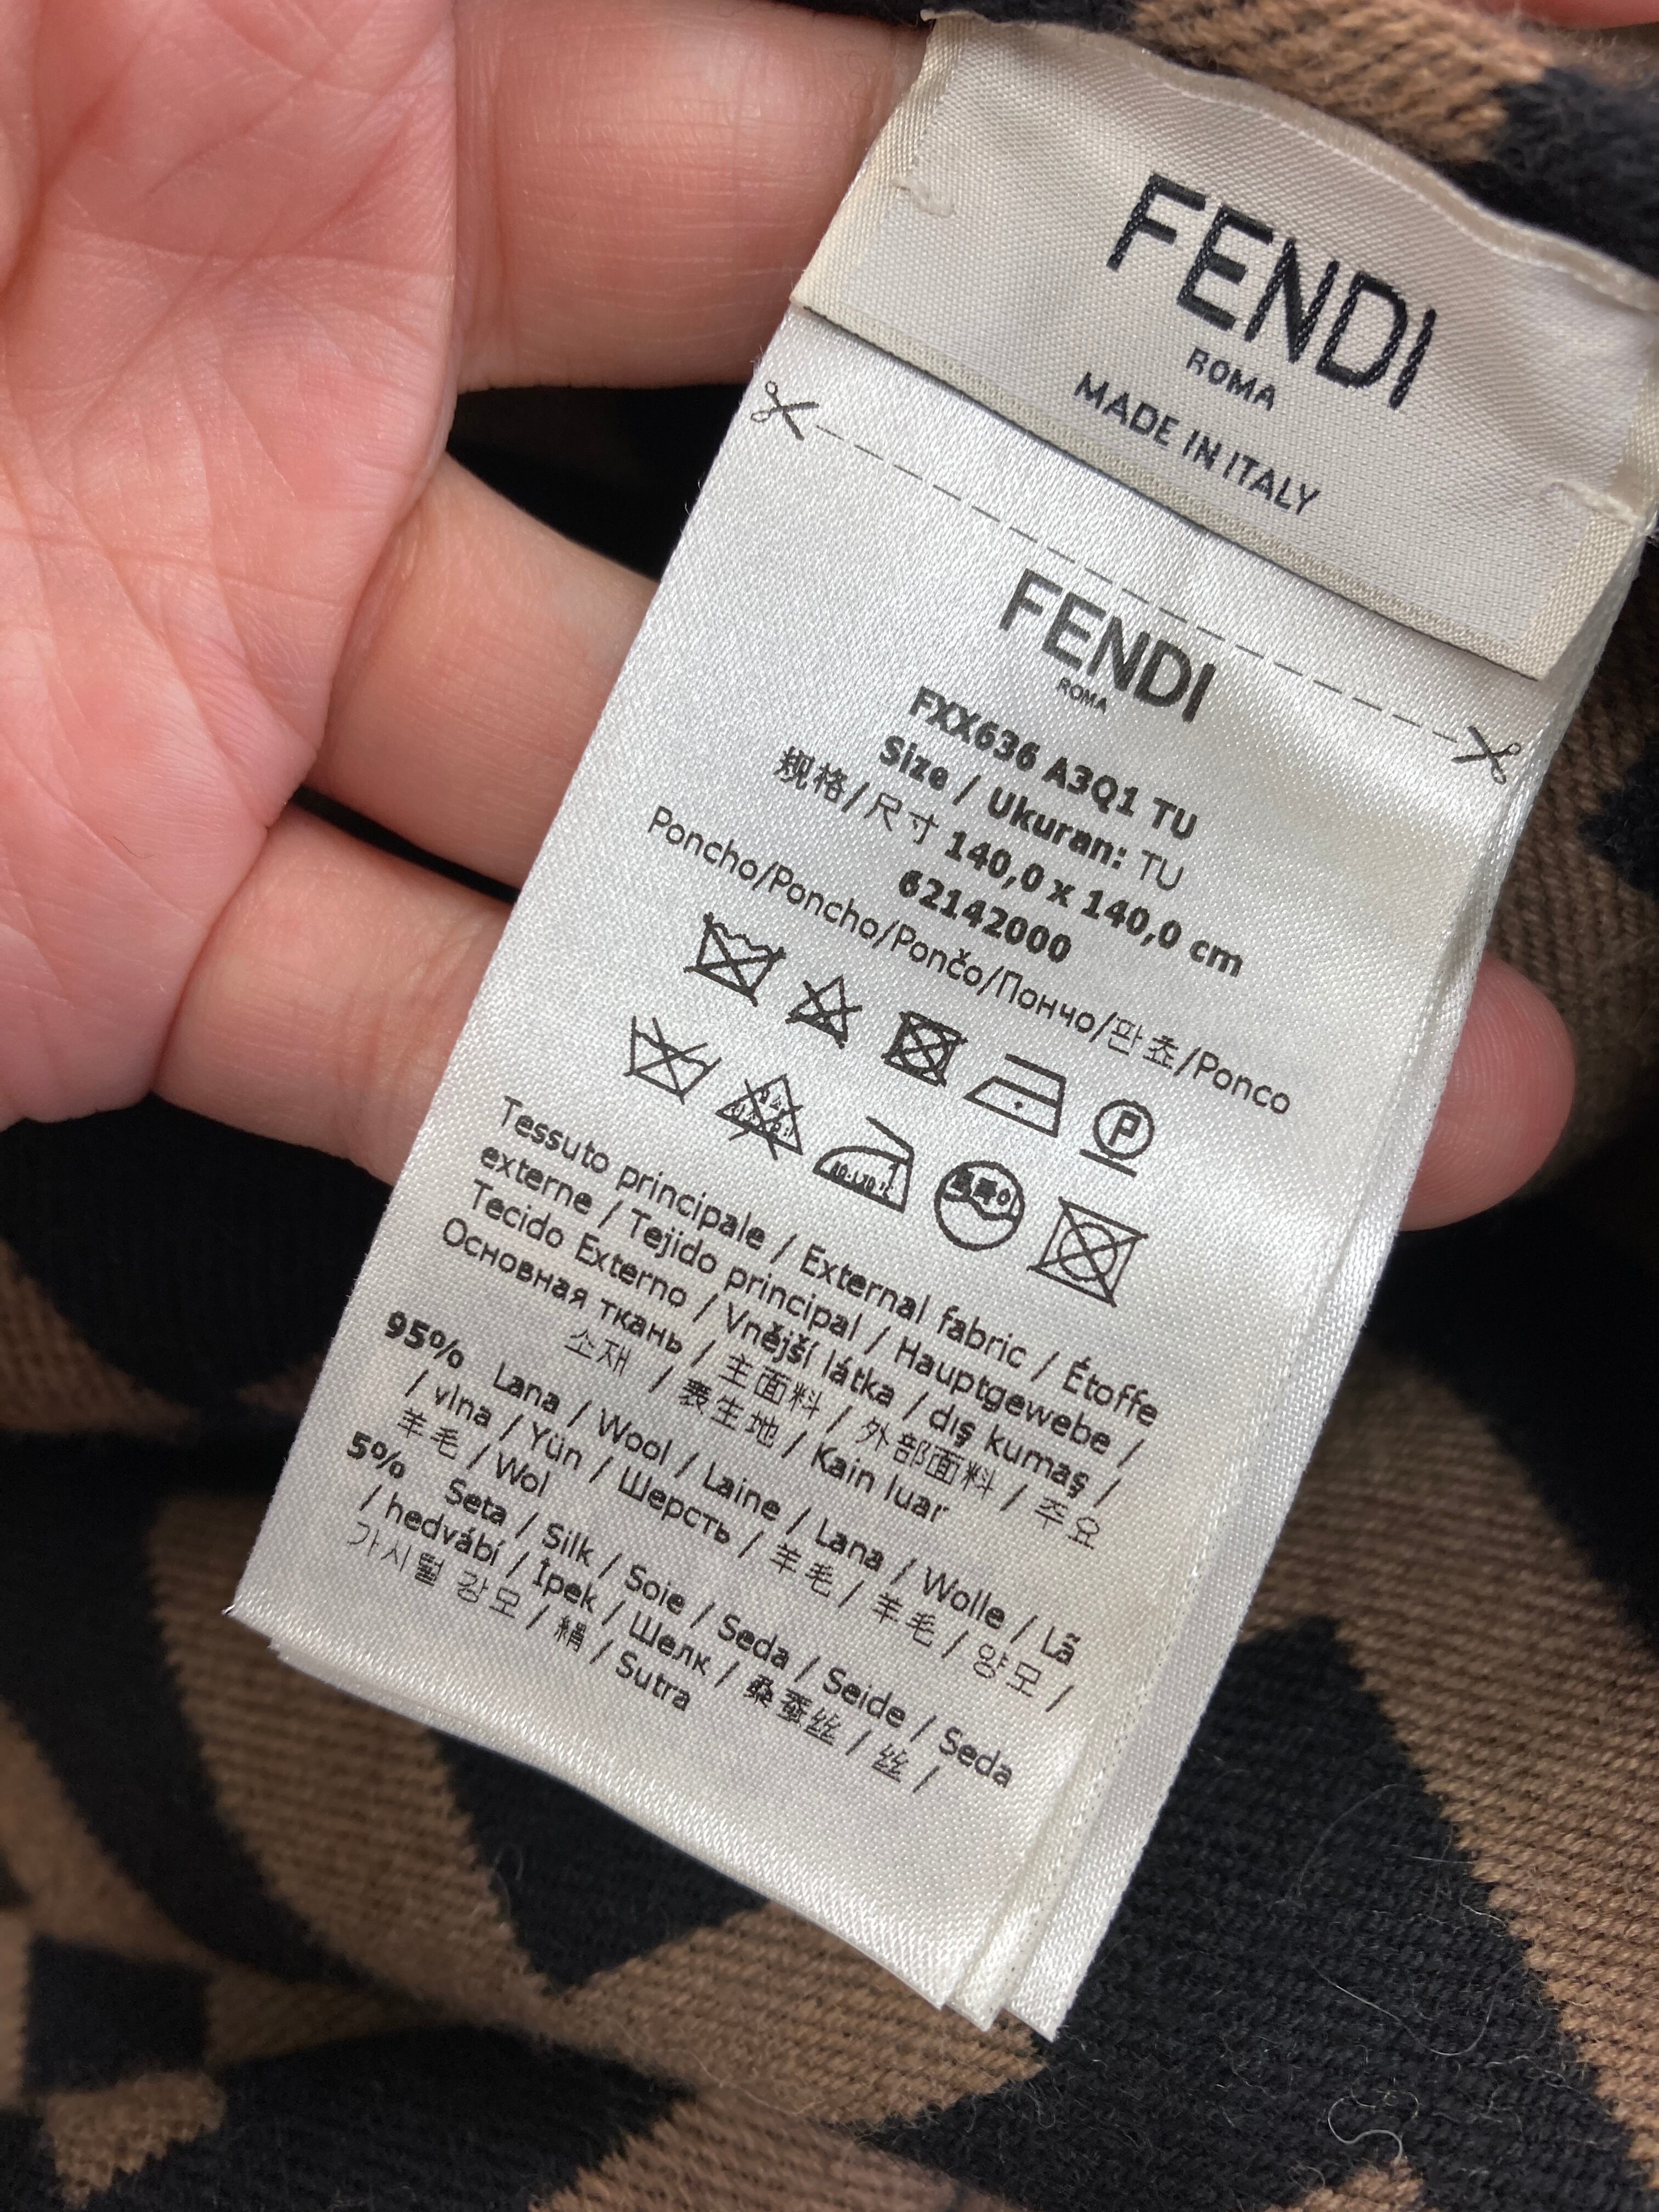 FENDI
ROMA
MADE IN ITALY
FENDI
ROMA
FXX636 A3Q1 TU
Size / Ukuran: TU
规格/尺寸 140,0 x 140,0 cm
62142000
Poncho/Poncho/Pončo/Пончо/판쵸/Ponco
P
Tessuto principale / External fabric / Étoffe
externe / Tejido principal / Hauptgewebe /
Tecido Externo / Vnější látka / dış kumaş /
Основная ткань / 主面料 / 外部面料 / 주요
소재 / 表生地 / Kain luar
95% Lana / Wool / Laine / Lana / Wolle / Lã
/ vlna / Yün / Шерсть / 羊毛 / 羊毛 / 양모 /
羊毛 / Wol
5% Seta / Silk / Soie / Seda / Seide / Seda
/ hedvábí / İpek / Шелк / 桑蚕丝 / 丝 /
가시털 강모 / 絹 / Sutra